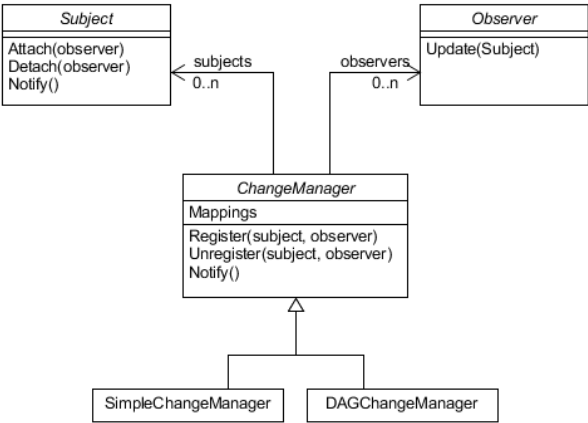 Subject
Attach(observer)
Detach(observer)
Notify()
Observer
Update(Subject)
subjects
0..n
observers
0..n
ChangeManager
Mappings
Register(subject, observer)
Unregister(subject, observer)
Notify()
SimpleChangeManager
DAGChangeManager